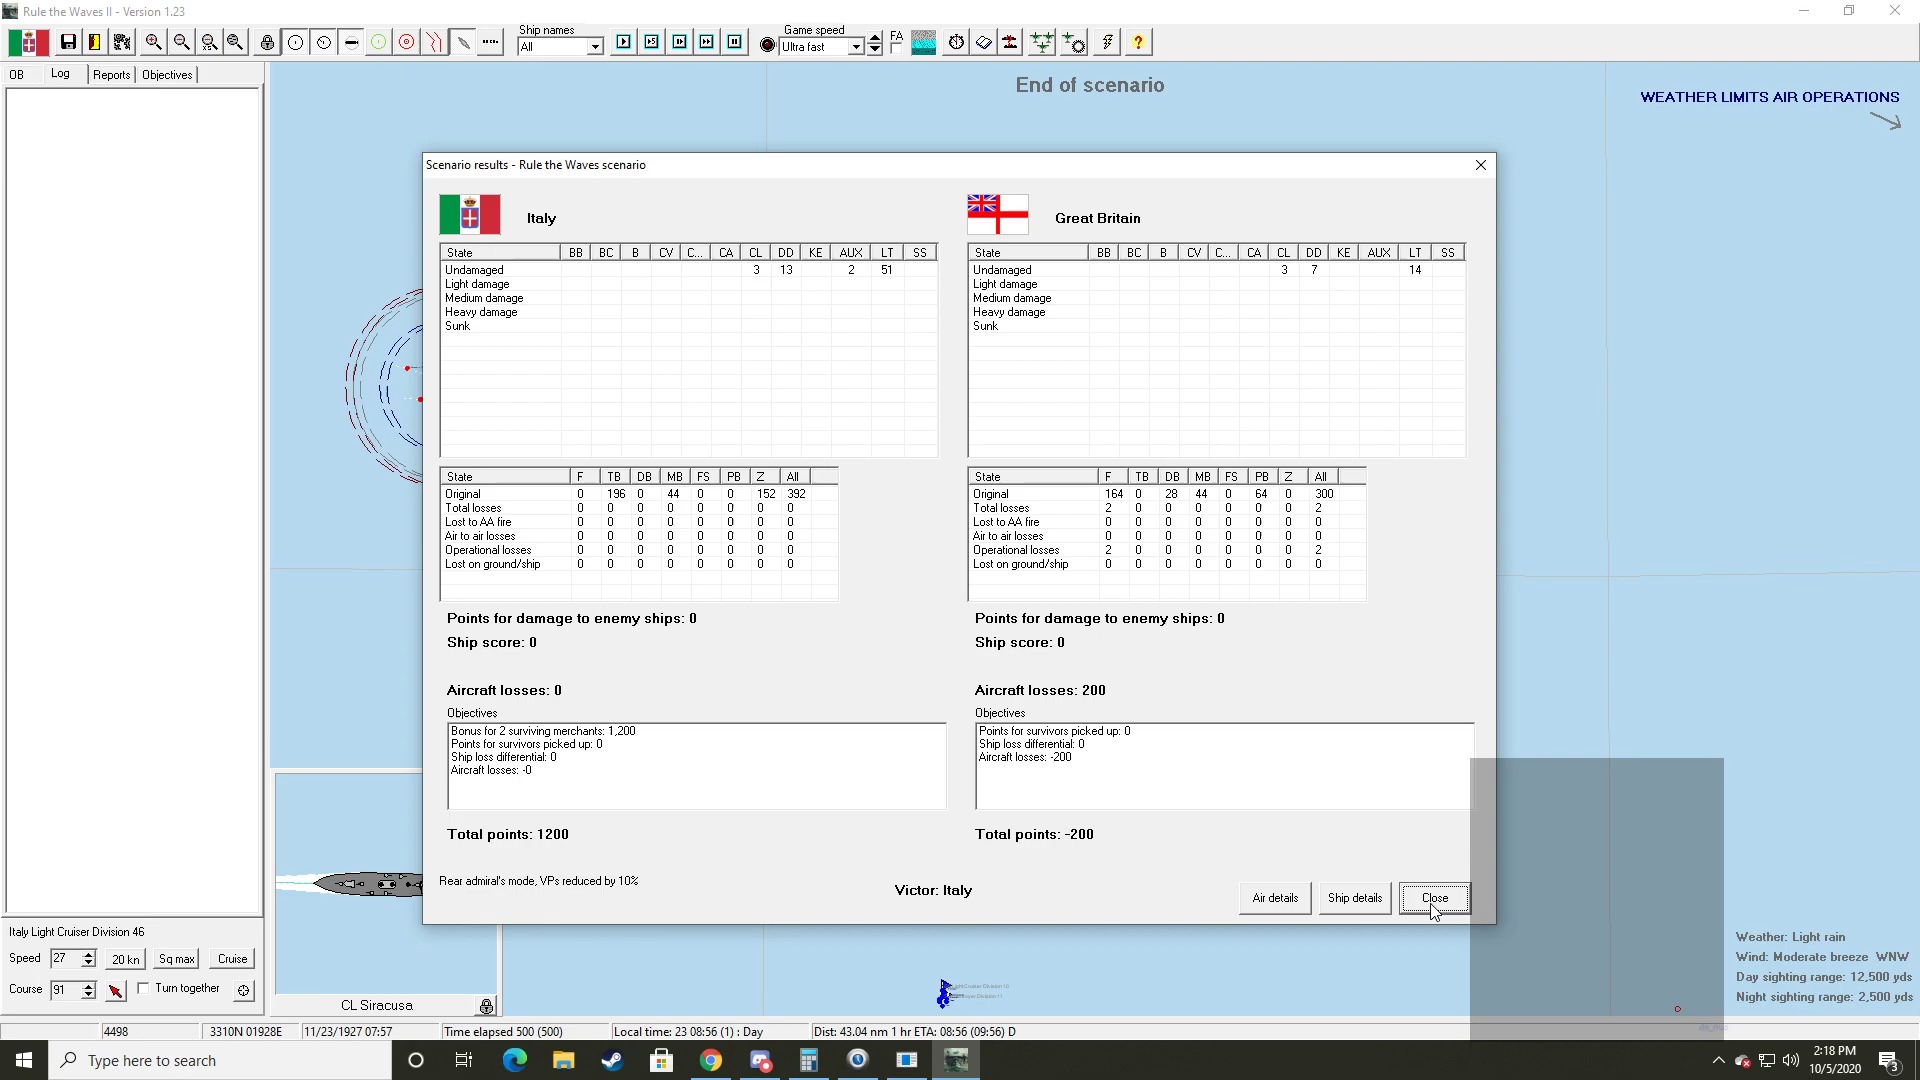 Rule the Waves II - Version 1.23
Ship names
All
Game speed
Ultra fast
FA
OB Log Reports Objectives
End of scenario
WEATHER LIMITS AIR OPERATIONS
Scenario results - Rule the Waves scenario
Italy
State BB BC B CV C... CA CL DD KE AUX LT SS
Undamaged 3 13 2 51
Light damage
Medium damage
Heavy damage
Sunk
Great Britain
State BB BC B CV C... CA CL DD KE AUX LT SS
Undamaged 3 7 14
Light damage
Medium damage
Heavy damage
Sunk
State F TB DB MB FS PB Z All
Original 0 196 0 44 0 0 152 392
Total losses 0 0 0 0 0 0 0 0
Lost to AA fire 0 0 0 0 0 0 0 0
Air to air losses 0 0 0 0 0 0 0 0
Operational losses 0 0 0 0 0 0 0 0
Lost on ground/ship 0 0 0 0 0 0 0 0
State F TB DB MB FS PB Z All
Original 164 0 28 44 0 64 0 300
Total losses 2 0 0 0 0 0 0 2
Lost to AA fire 0 0 0 0 0 0 0 0
Air to air losses 0 0 0 0 0 0 0 0
Operational losses 2 0 0 0 0 0 0 2
Lost on ground/ship 0 0 0 0 0 0 0 0
Points for damage to enemy ships: 0
Ship score: 0
Aircraft losses: 0
Objectives
Bonus for 2 surviving merchants: 1,200
Points for survivors picked up: 0
Ship loss differential: 0
Aircraft losses: -0
Total points: 1200
Points for damage to enemy ships: 0
Ship score: 0
Aircraft losses: 200
Objectives
Points for survivors picked up: 0
Ship loss differential: 0
Aircraft losses: -200
Total points: -200
Rear admiral's mode, VPs reduced by 10%
Victor: Italy
Air details Ship details Close
Italy Light Cruiser Division 46
Speed 27 20 kn Sq max Cruise
Course 91 Turn together
CL Siracusa
Weather: Light rain
Wind: Moderate breeze WNW
Day sighting range: 12,500 yds
Night sighting range: 2,500 yds
4498 3310N 01928E 11/23/1927 07:57 Time elapsed 500 (500) Local time: 23 08:56 (1) : Day Dist: 43.04 nm 1 hr ETA: 08:56 (09:56) D
Type here to search
2:18 PM
10/5/2020
3